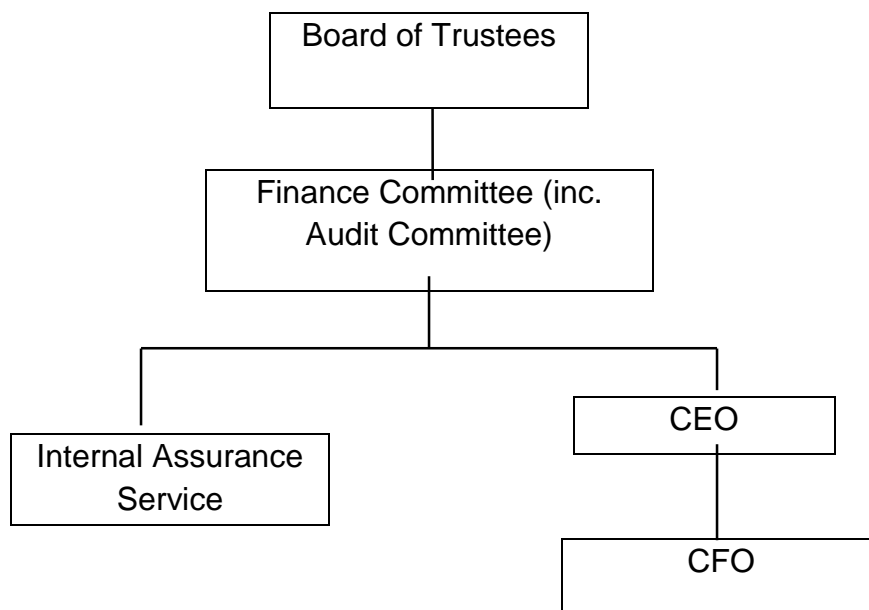 Board of Trustees
Finance Committee (inc.
Audit Committee)
CEO
Internal Assurance
Service
CFO